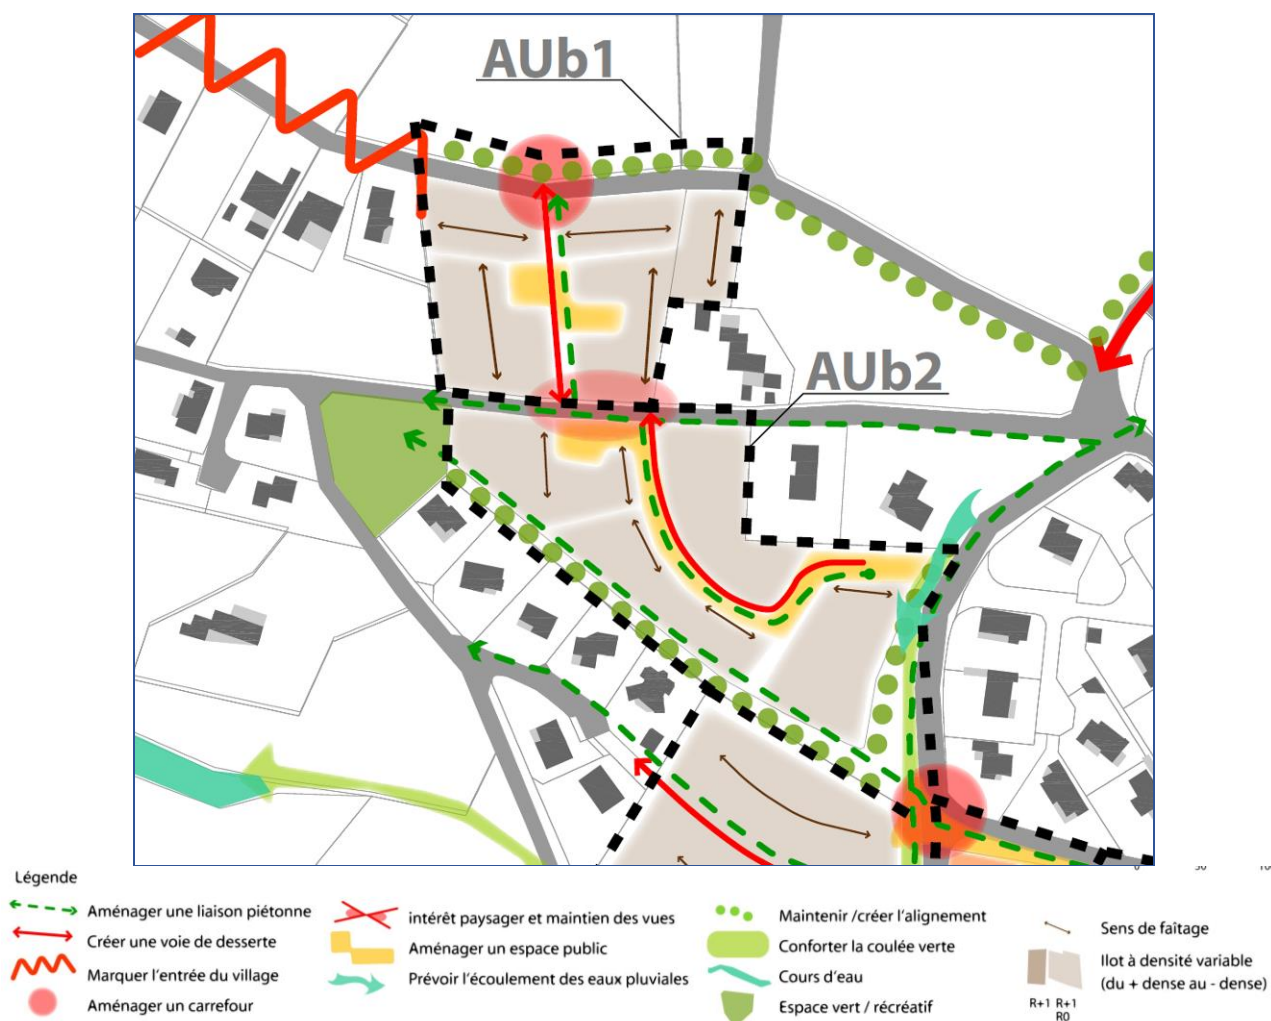 AUb1
AUb2
0 50 10
Légende
Aménager une liaison piétonne
Créer une voie de desserte
Marquer l'entrée du village
Aménager un carrefour
intérêt paysager et maintien des vues
Aménager un espace public
Prévoir l'écoulement des eaux pluviales
Maintenir /créer l'alignement
Conforter la coulée verte
Cours d'eau
Espace vert / récréatif
Sens de faîtage
Ilot à densité variable
(du + dense au - dense)
R+1 R+1
R0